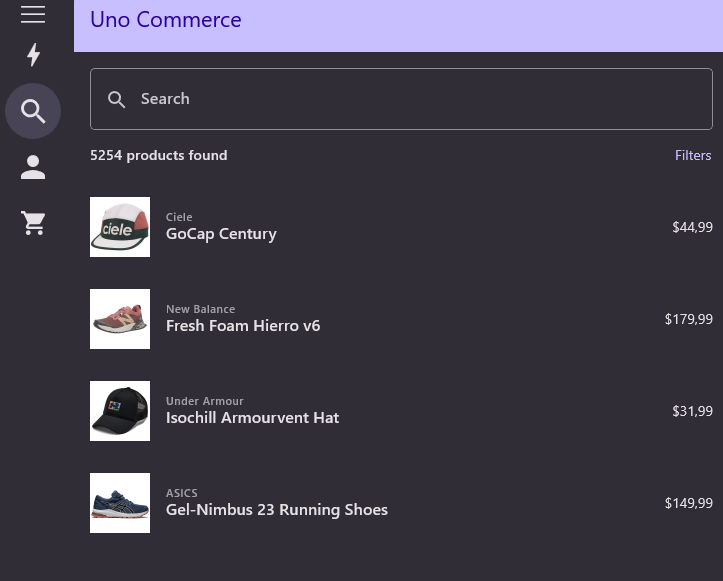 Uno Commerce
Search
5254 products found
Filters
ciele
Ciele
GoCap Century
$44,99
New Balance
Fresh Foam Hierro v6
$179,99
Under Armour
Isochill Armourvent Hat
$31,99
ASICS
Gel-Nimbus 23 Running Shoes
$149,99